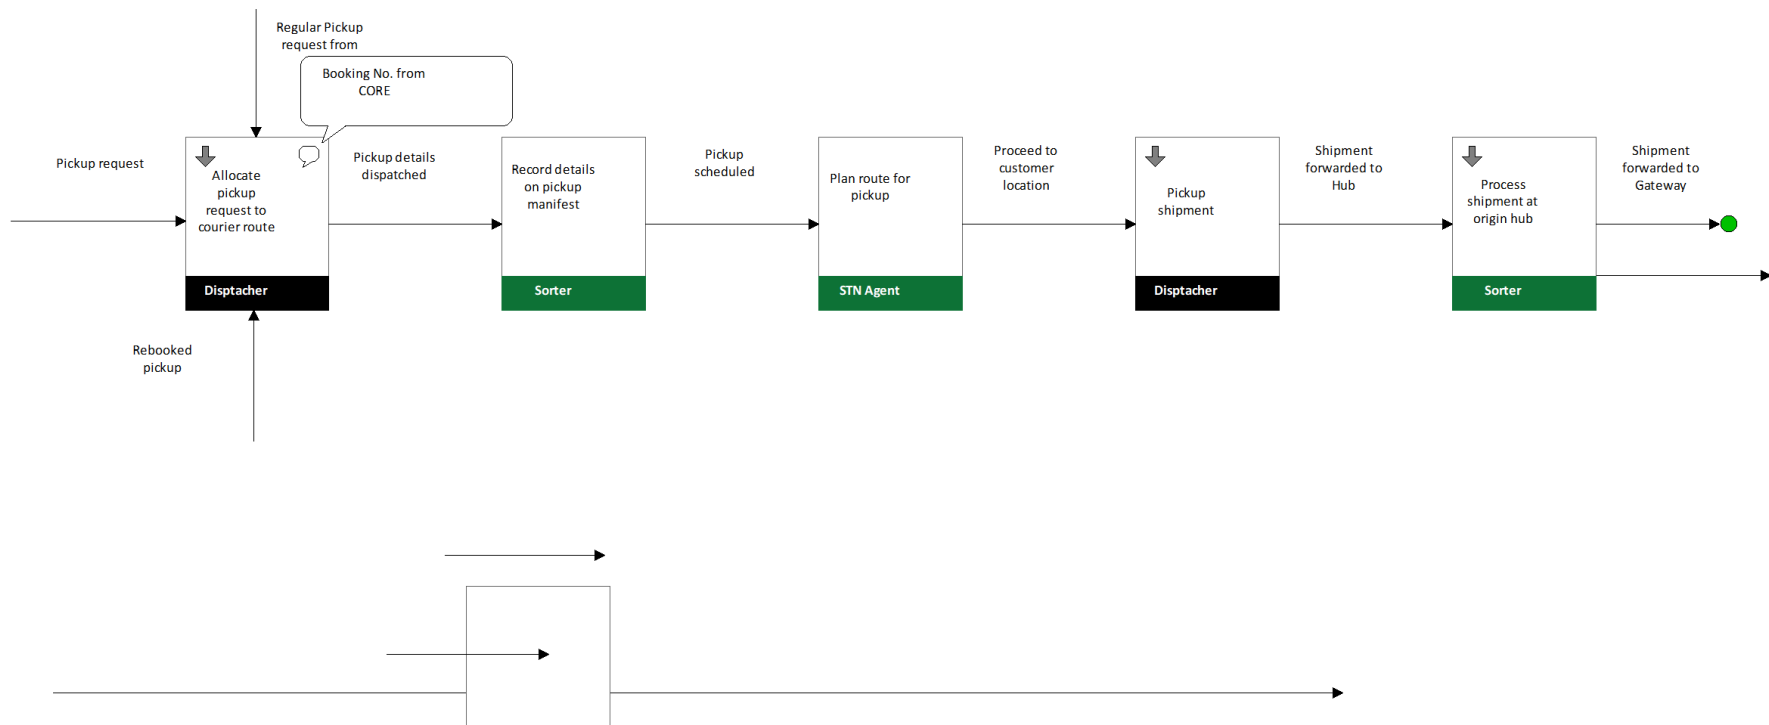 Regular Pickup
request from
Booking No. from
CORE
Pickup request
Allocate
pickup
request to
courier route
Disptacher
Pickup details
dispatched
Record details
on pickup
manifest
Sorter
Pickup
scheduled
Plan route for
pickup
STN Agent
Proceed to
customer
location
Pickup
shipment
Disptacher
Shipment
forwarded to
Hub
Process
shipment at
origin hub
Sorter
Shipment
forwarded to
Gateway
Rebooked
pickup